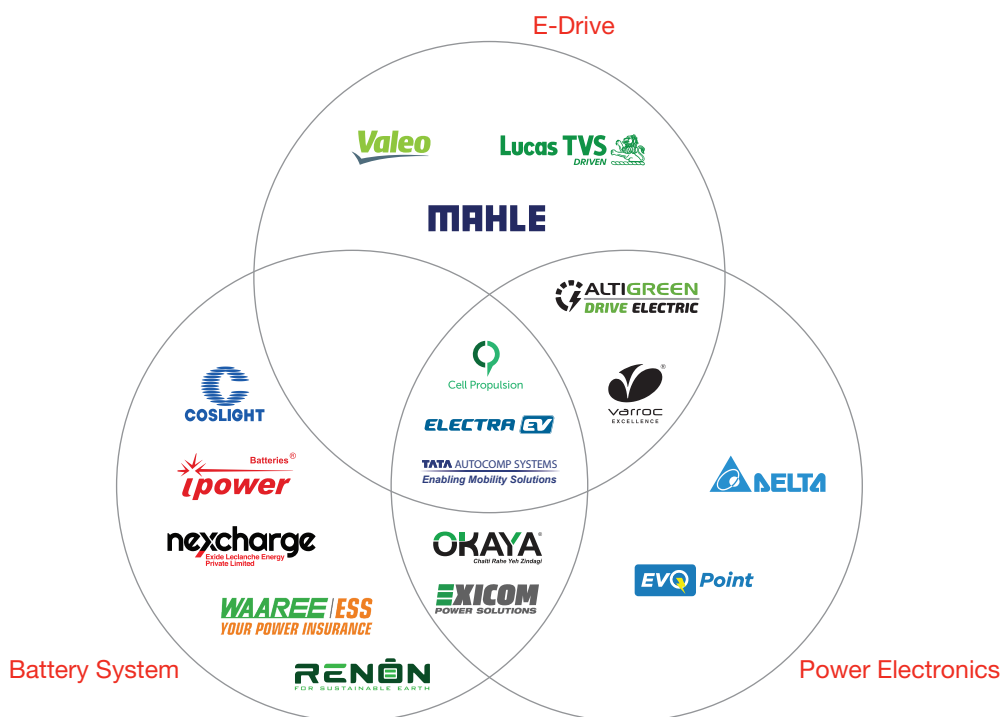 E-Drive
Valeo
Lucas TVS
DRIVEN
MAHLE
ALTIGREEN
DRIVE ELECTRIC
Cell Propulsion
varroc®
EXCELLENCE
COSLIGHT
ELECTRA EV
TATA AUTOCOMP SYSTEMS
Enabling Mobility Solutions
Batteries®
ipower
DELTA
nexcharge
Exide Leclanche Energy
Private Limited
OKAYA®
Chalti Rahe Yeh Zindagi
EVQ Point
EXICOM
POWER SOLUTIONS
WAAREE|ESS
YOUR POWER INSURANCE
Battery System
RENON
FOR SUSTAINABLE EARTH
Power Electronics